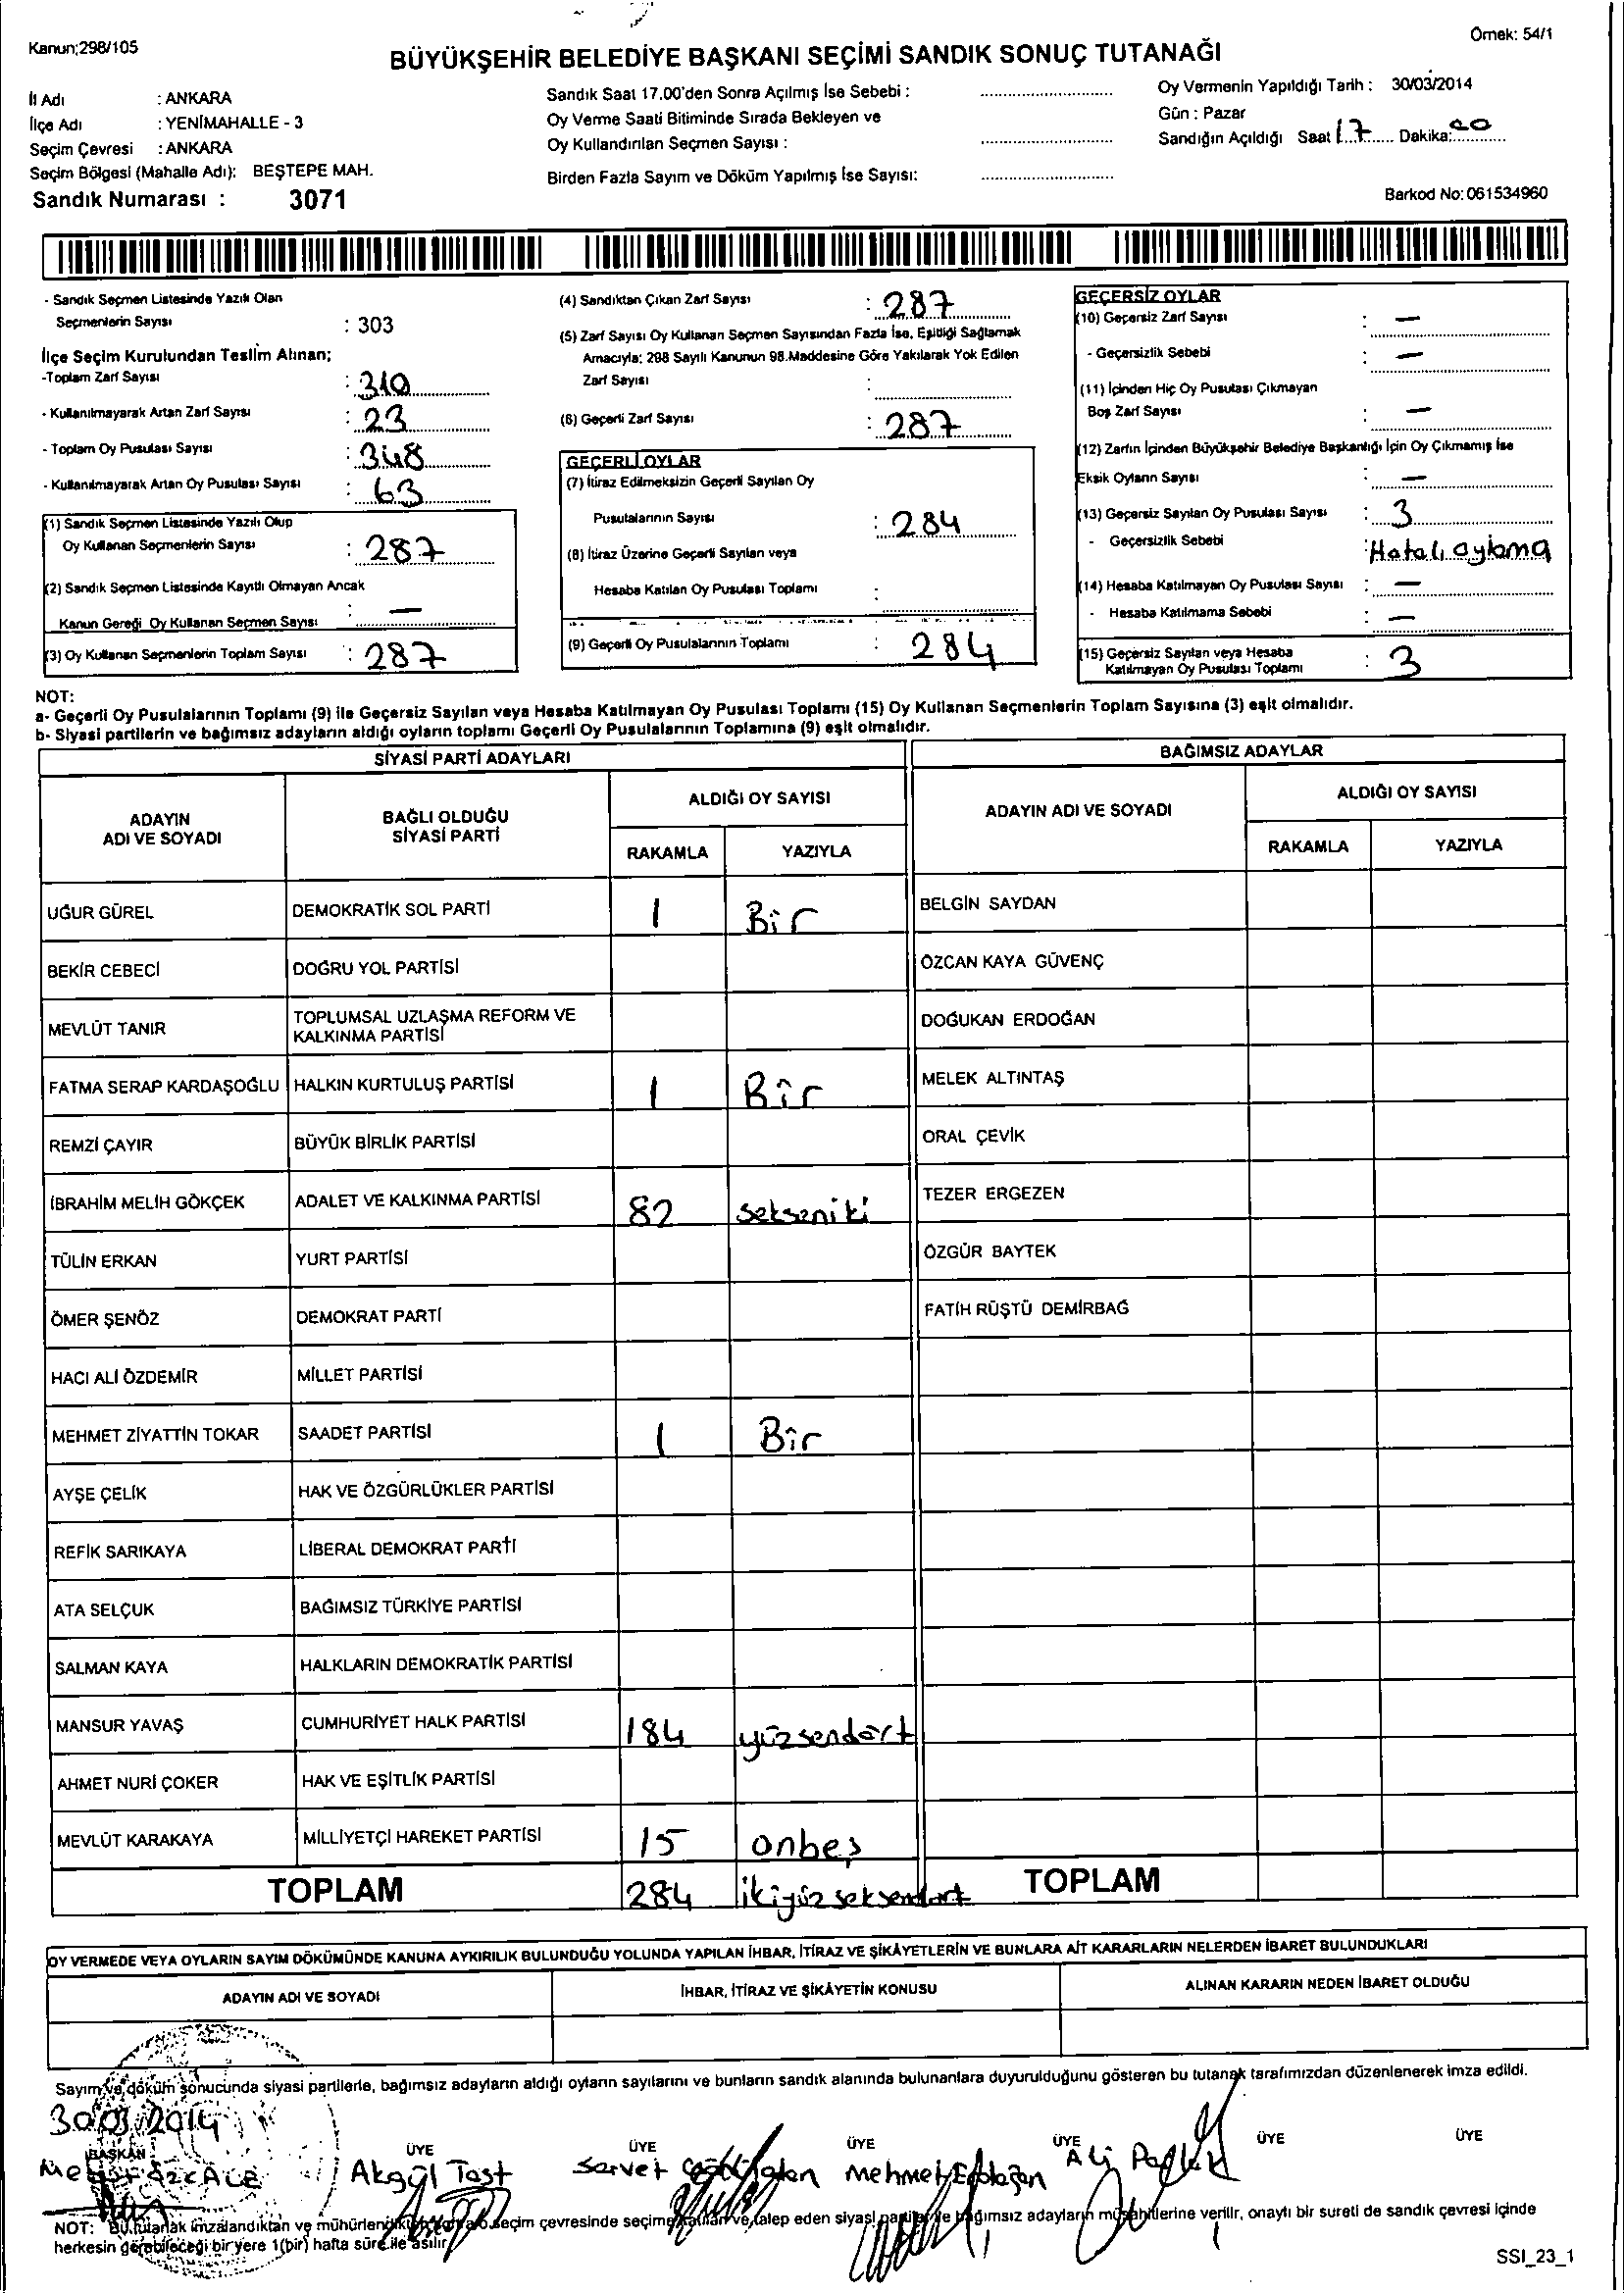 Kanun;298/105
Örnek: 54/1
BÜYÜKŞEHİR BELEDİYE BAŞKANI SEÇİMİ SANDIK SONUÇ TUTANAĞI
İl Adı : ANKARA
İlçe Adı : YENİMAHALLE - 3
Seçim Çevresi : ANKARA
Seçim Bölgesi (Mahalle Adı): BEŞTEPE MAH.
Sandık Numarası : 3071
Sandık Saat 17.00'den Sonra Açılmış İse Sebebi :
Oy Verme Saati Bitiminde Sırada Bekleyen ve
Oy Kullandırılan Seçmen Sayısı :
Birden Fazla Sayım ve Döküm Yapılmış İse Sayısı:
Oy Vermenin Yapıldığı Tarih : 30/03/2014
Gün : Pazar
Sandığın Açıldığı Saat 17 Dakika: 00
Barkod No: 061534960
- Sandık Seçmen Listesinde Yazılı Olan
Seçmenlerin Sayısı : 303
İlçe Seçim Kurulundan Teslim Alınan;
-Toplam Zarf Sayısı : 310
- Kullanılmayarak Artan Zarf Sayısı : 23
- Toplam Oy Pusulası Sayısı : 348
- Kullanılmayarak Artan Oy Pusulası Sayısı : 63
(1) Sandık Seçmen Listesinde Yazılı Olup
Oy Kullanan Seçmenlerin Sayısı : 287
(2) Sandık Seçmen Listesinde Kayıtlı Olmayan Ancak
Kanun Gereği Oy Kullanan Seçmen Sayısı : —
(3) Oy Kullanan Seçmenlerin Toplam Sayısı : 287
(4) Sandıktan Çıkan Zarf Sayısı : 287
(5) Zarf Sayısı Oy Kullanan Seçmen Sayısından Fazla İse, Eşitliği Sağlamak
Amacıyla; 298 Sayılı Kanunun 98.Maddesine Göre Yakılarak Yok Edilen
Zarf Sayısı :
(6) Geçerli Zarf Sayısı : 287
GEÇERLİ OYLAR
(7) İtiraz Edilmeksizin Geçerli Sayılan Oy
Pusulalarının Sayısı : 284
(8) İtiraz Üzerine Geçerli Sayılan veya
Hesaba Katılan Oy Pusulası Toplamı :
(9) Geçerli Oy Pusulalarının Toplamı : 284
GEÇERSİZ OYLAR
(10) Geçersiz Zarf Sayısı : —
- Geçersizlik Sebebi : —
(11) İçinden Hiç Oy Pusulası Çıkmayan
Boş Zarf Sayısı : —
(12) Zarfın İçinden Büyükşehir Belediye Başkanlığı İçin Oy Çıkmamış İse
Eksik Oyların Sayısı : —
(13) Geçersiz Sayılan Oy Pusulası Sayısı : 3
- Geçersizlik Sebebi : Hatalı oylama
(14) Hesaba Katılmayan Oy Pusulası Sayısı : —
- Hesaba Katılmama Sebebi : —
(15) Geçersiz Sayılan veya Hesaba
Katılmayan Oy Pusulası Toplamı : 3
NOT:
a- Geçerli Oy Pusulalarının Toplamı (9) ile Geçersiz Sayılan veya Hesaba Katılmayan Oy Pusulası Toplamı (15) Oy Kullanan Seçmenlerin Toplam Sayısına (3) eşit olmalıdır.
b- Siyasi partilerin ve bağımsız adayların aldığı oyların toplamı Geçerli Oy Pusulalarının Toplamına (9) eşit olmalıdır.
SİYASİ PARTİ ADAYLARI
BAĞIMSIZ ADAYLAR
ADAYIN
ADI VE SOYADI
BAĞLI OLDUĞU
SİYASİ PARTİ
ALDIĞI OY SAYISI
RAKAMLA YAZIYLA
ADAYIN ADI VE SOYADI
ALDIĞI OY SAYISI
RAKAMLA YAZIYLA
UĞUR GÜREL DEMOKRATİK SOL PARTİ 1 Bir BELGİN SAYDAN
BEKİR CEBECİ DOĞRU YOL PARTİSİ ÖZCAN KAYA GÜVENÇ
MEVLÜT TANIR TOPLUMSAL UZLAŞMA REFORM VE
KALKINMA PARTİSİ DOĞUKAN ERDOĞAN
FATMA SERAP KARDAŞOĞLU HALKIN KURTULUŞ PARTİSİ 1 Bir MELEK ALTINTAŞ
REMZİ ÇAYIR BÜYÜK BİRLİK PARTİSİ ORAL ÇEVİK
İBRAHİM MELİH GÖKÇEK ADALET VE KALKINMA PARTİSİ 82 sekseniki TEZER ERGEZEN
TÜLİN ERKAN YURT PARTİSİ ÖZGÜR BAYTEK
ÖMER ŞENÖZ DEMOKRAT PARTİ FATİH RÜŞTÜ DEMİRBAĞ
HACI ALİ ÖZDEMİR MİLLET PARTİSİ
MEHMET ZİYATTİN TOKAR SAADET PARTİSİ 1 Bir
AYŞE ÇELİK HAK VE ÖZGÜRLÜKLER PARTİSİ
REFİK SARIKAYA LİBERAL DEMOKRAT PARTİ
ATA SELÇUK BAĞIMSIZ TÜRKİYE PARTİSİ
SALMAN KAYA HALKLARIN DEMOKRATİK PARTİSİ
MANSUR YAVAŞ CUMHURİYET HALK PARTİSİ 184 yüzsendört
AHMET NURİ ÇOKER HAK VE EŞİTLİK PARTİSİ
MEVLÜT KARAKAYA MİLLİYETÇİ HAREKET PARTİSİ 15 onbeş
TOPLAM 284 ikiyüzseksendört TOPLAM
OY VERMEDE VEYA OYLARIN SAYIM DÖKÜMÜNDE KANUNA AYKIRILIK BULUNDUĞU YOLUNDA YAPILAN İHBAR, İTİRAZ VE ŞİKÂYETLERİN VE BUNLARA AİT KARARLARIN NELERDEN İBARET BULUNDUKLARI
ADAYIN ADI VE SOYADI İHBAR, İTİRAZ VE ŞİKÂYETİN KONUSU ALINAN KARARIN NEDEN İBARET OLDUĞU
Sayım ve döküm sonucunda siyasi partilerle, bağımsız adayların aldığı oyların sayılarını ve bunların sandık alanında bulunanlara duyurulduğunu gösteren bu tutanak tarafımızdan düzenlenerek imza edildi.
30.03.2014
BAŞKAN ÜYE ÜYE ÜYE ÜYE ÜYE ÜYE
Akgül Tast Servet Mehmet Ali
NOT: Bu tutanak imzalandıktan ve mühürlendikten seçim çevresinde seçime katılan ve talep eden siyasi partiler ve bağımsız adayların müşahitlerine verilir, onaylı bir sureti de sandık çevresi içinde
herkesin görebileceği bir yere 1(bir) hafta süre ile asılır
SSI_23_1